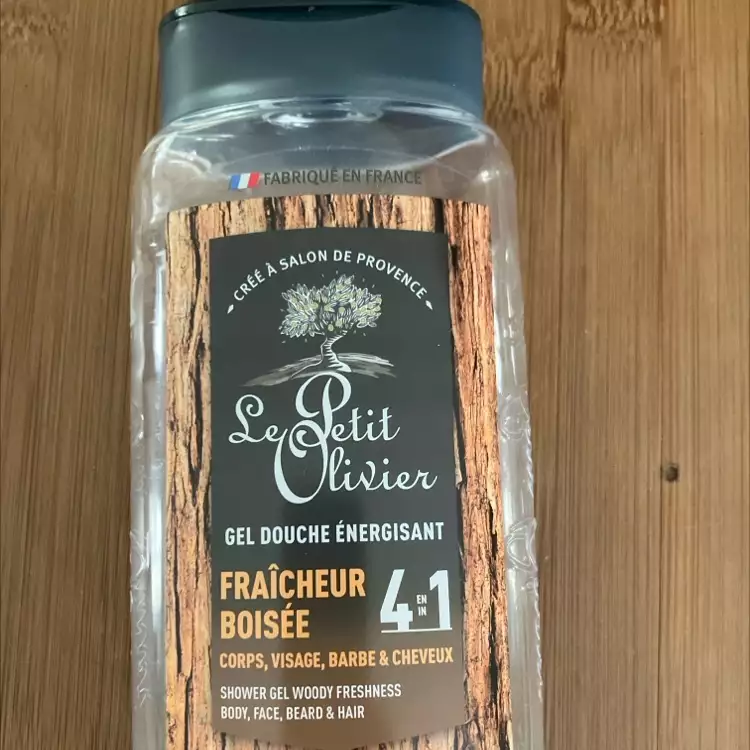 FABRIQUÉ EN FRANCE
CRÉÉ À SALON DE PROVENCE
Le Petit
Olivier
GEL DOUCHE ÉNERGISANT
FRAÎCHEUR
BOISÉE
4 EN IN 1
CORPS, VISAGE, BARBE & CHEVEUX
SHOWER GEL WOODY FRESHNESS
BODY, FACE, BEARD & HAIR